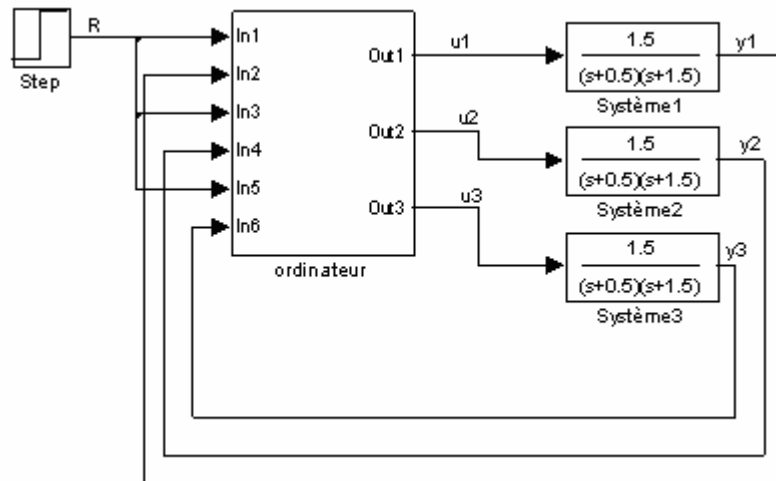 R
Step
In1
In2
In3
In4
In5
In6
Out1
Out2
Out3
ordinateur
u1
u2
u3
1.5
(s+0.5)(s+1.5)
Système1
y1
1.5
(s+0.5)(s+1.5)
Système2
y2
1.5
(s+0.5)(s+1.5)
Système3
y3